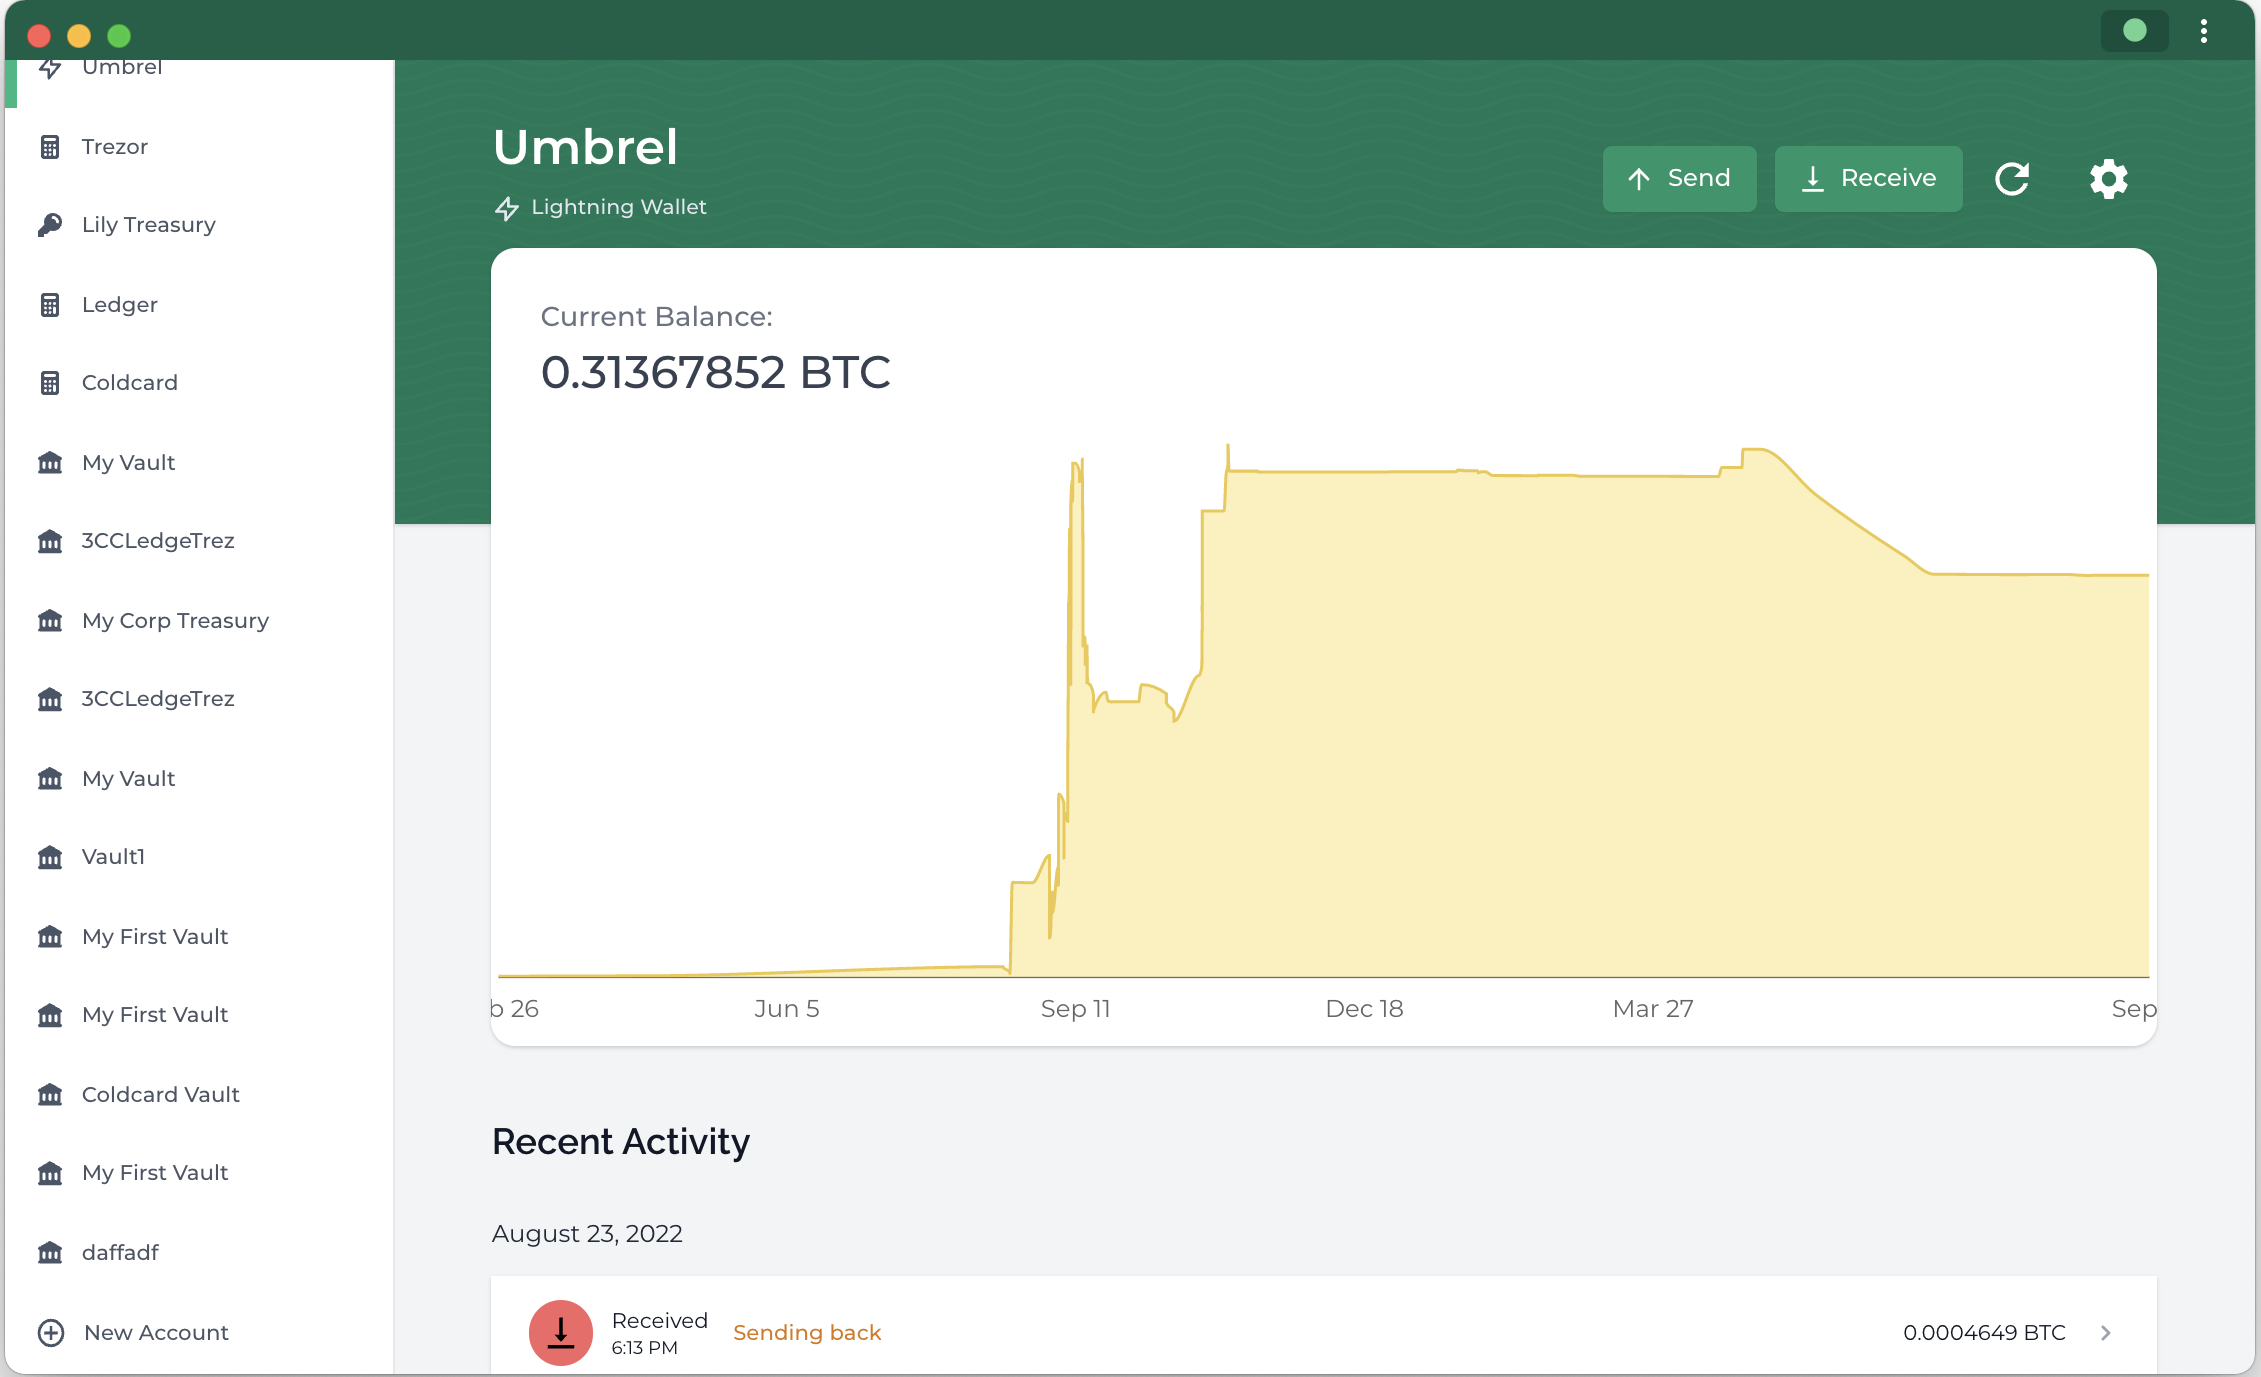 Umbrel
Trezor
Lily Treasury
Ledger
Coldcard
My Vault
3CCLedgeTrez
My Corp Treasury
3CCLedgeTrez
My Vault
Vault1
My First Vault
My First Vault
Coldcard Vault
My First Vault
daffadf
New Account
Umbrel
Lightning Wallet
Send
Receive
Current Balance:
0.31367852 BTC
26 Jun 5 Sep 11 Dec 18 Mar 27 Sep
Recent Activity
August 23, 2022
Received
6:13 PM
Sending back
0.0004649 BTC